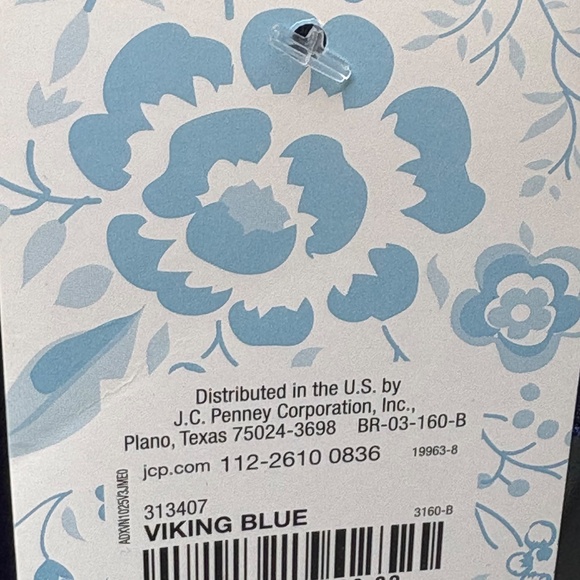 Distributed in the U.S. by
J.C. Penney Corporation, Inc.,
Plano, Texas 75024-3698 BR-03-160-B
jcp.com 112-2610 0836 19963-8
ADXVN1025V3JME0
313407
VIKING BLUE 3160-B